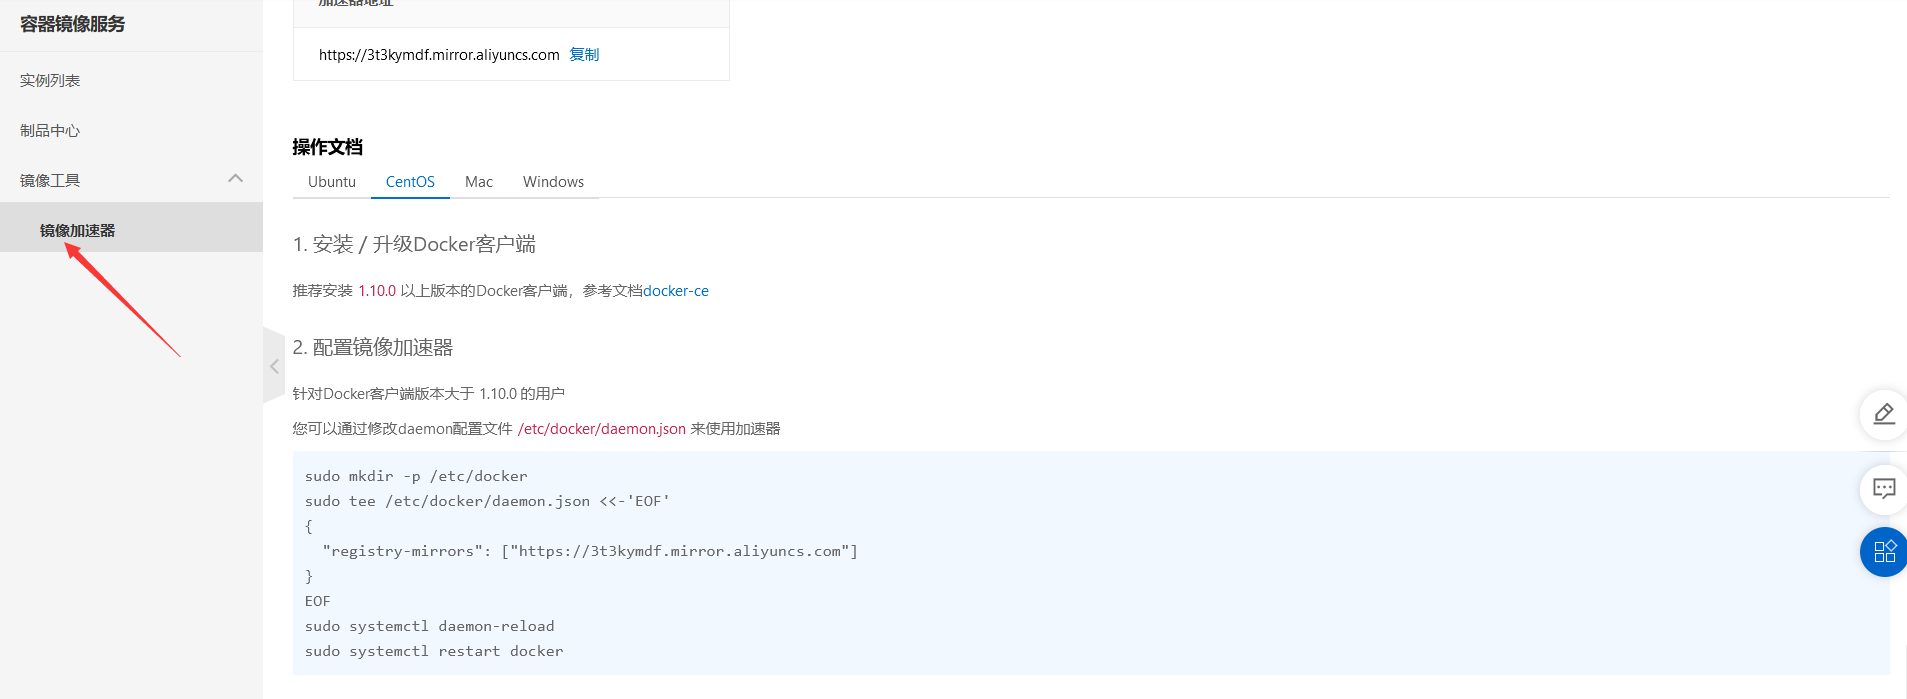 容器镜像服务
实例列表
制品中心
镜像工具
镜像加速器
加速器地址
https://3t3kymdf.mirror.aliyuncs.com 复制
操作文档
Ubuntu CentOS Mac Windows
1. 安装 / 升级Docker客户端
推荐安装 1.10.0 以上版本的Docker客户端，参考文档docker-ce
2. 配置镜像加速器
针对Docker客户端版本大于 1.10.0 的用户
您可以通过修改daemon配置文件 /etc/docker/daemon.json 来使用加速器
sudo mkdir -p /etc/docker
sudo tee /etc/docker/daemon.json <<-'EOF'
{
  "registry-mirrors": ["https://3t3kymdf.mirror.aliyuncs.com"]
}
EOF
sudo systemctl daemon-reload
sudo systemctl restart docker